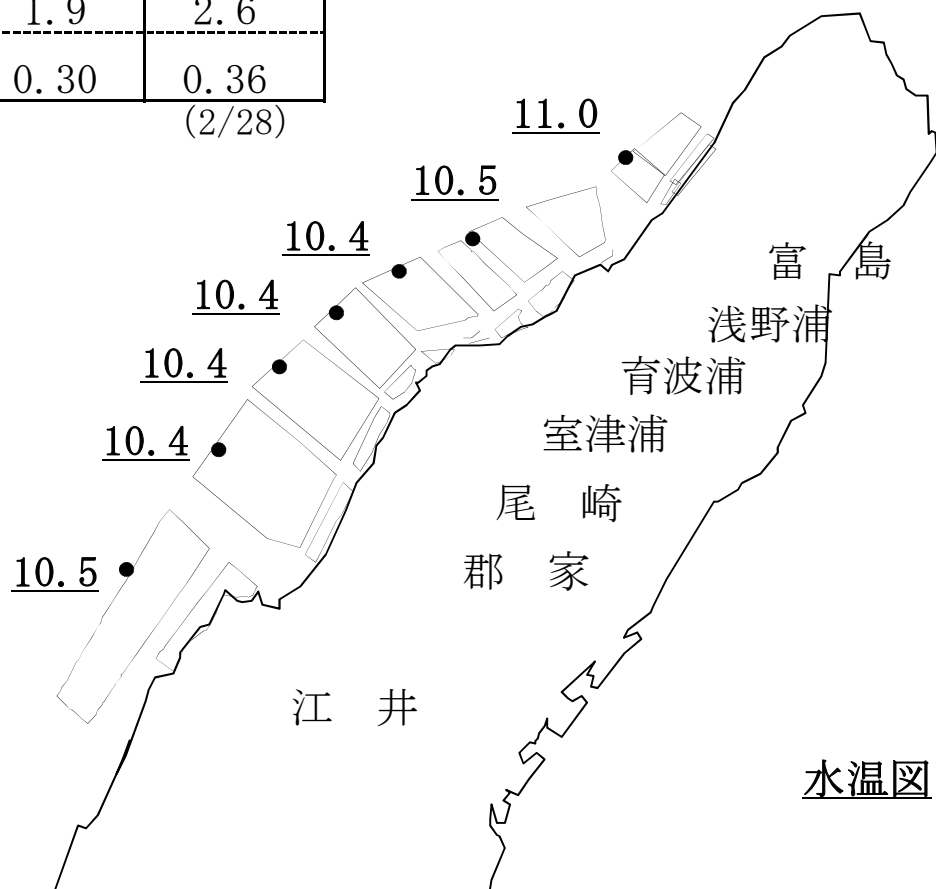 1.9 2.6
0.30 0.36
(2/28)
11.0
10.5
10.4
富 島
10.4
浅野浦
10.4
育波浦
10.4
室津浦
尾 崎
10.5
郡 家
江 井
水温図